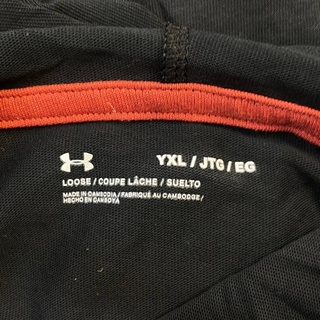 YXL / JTG / EG
LOOSE / COUPE LÂCHE / SUELTO
MADE IN CAMBODIA / FABRIQUÉ AU CAMBODGE /
HECHO EN CAMBOYA